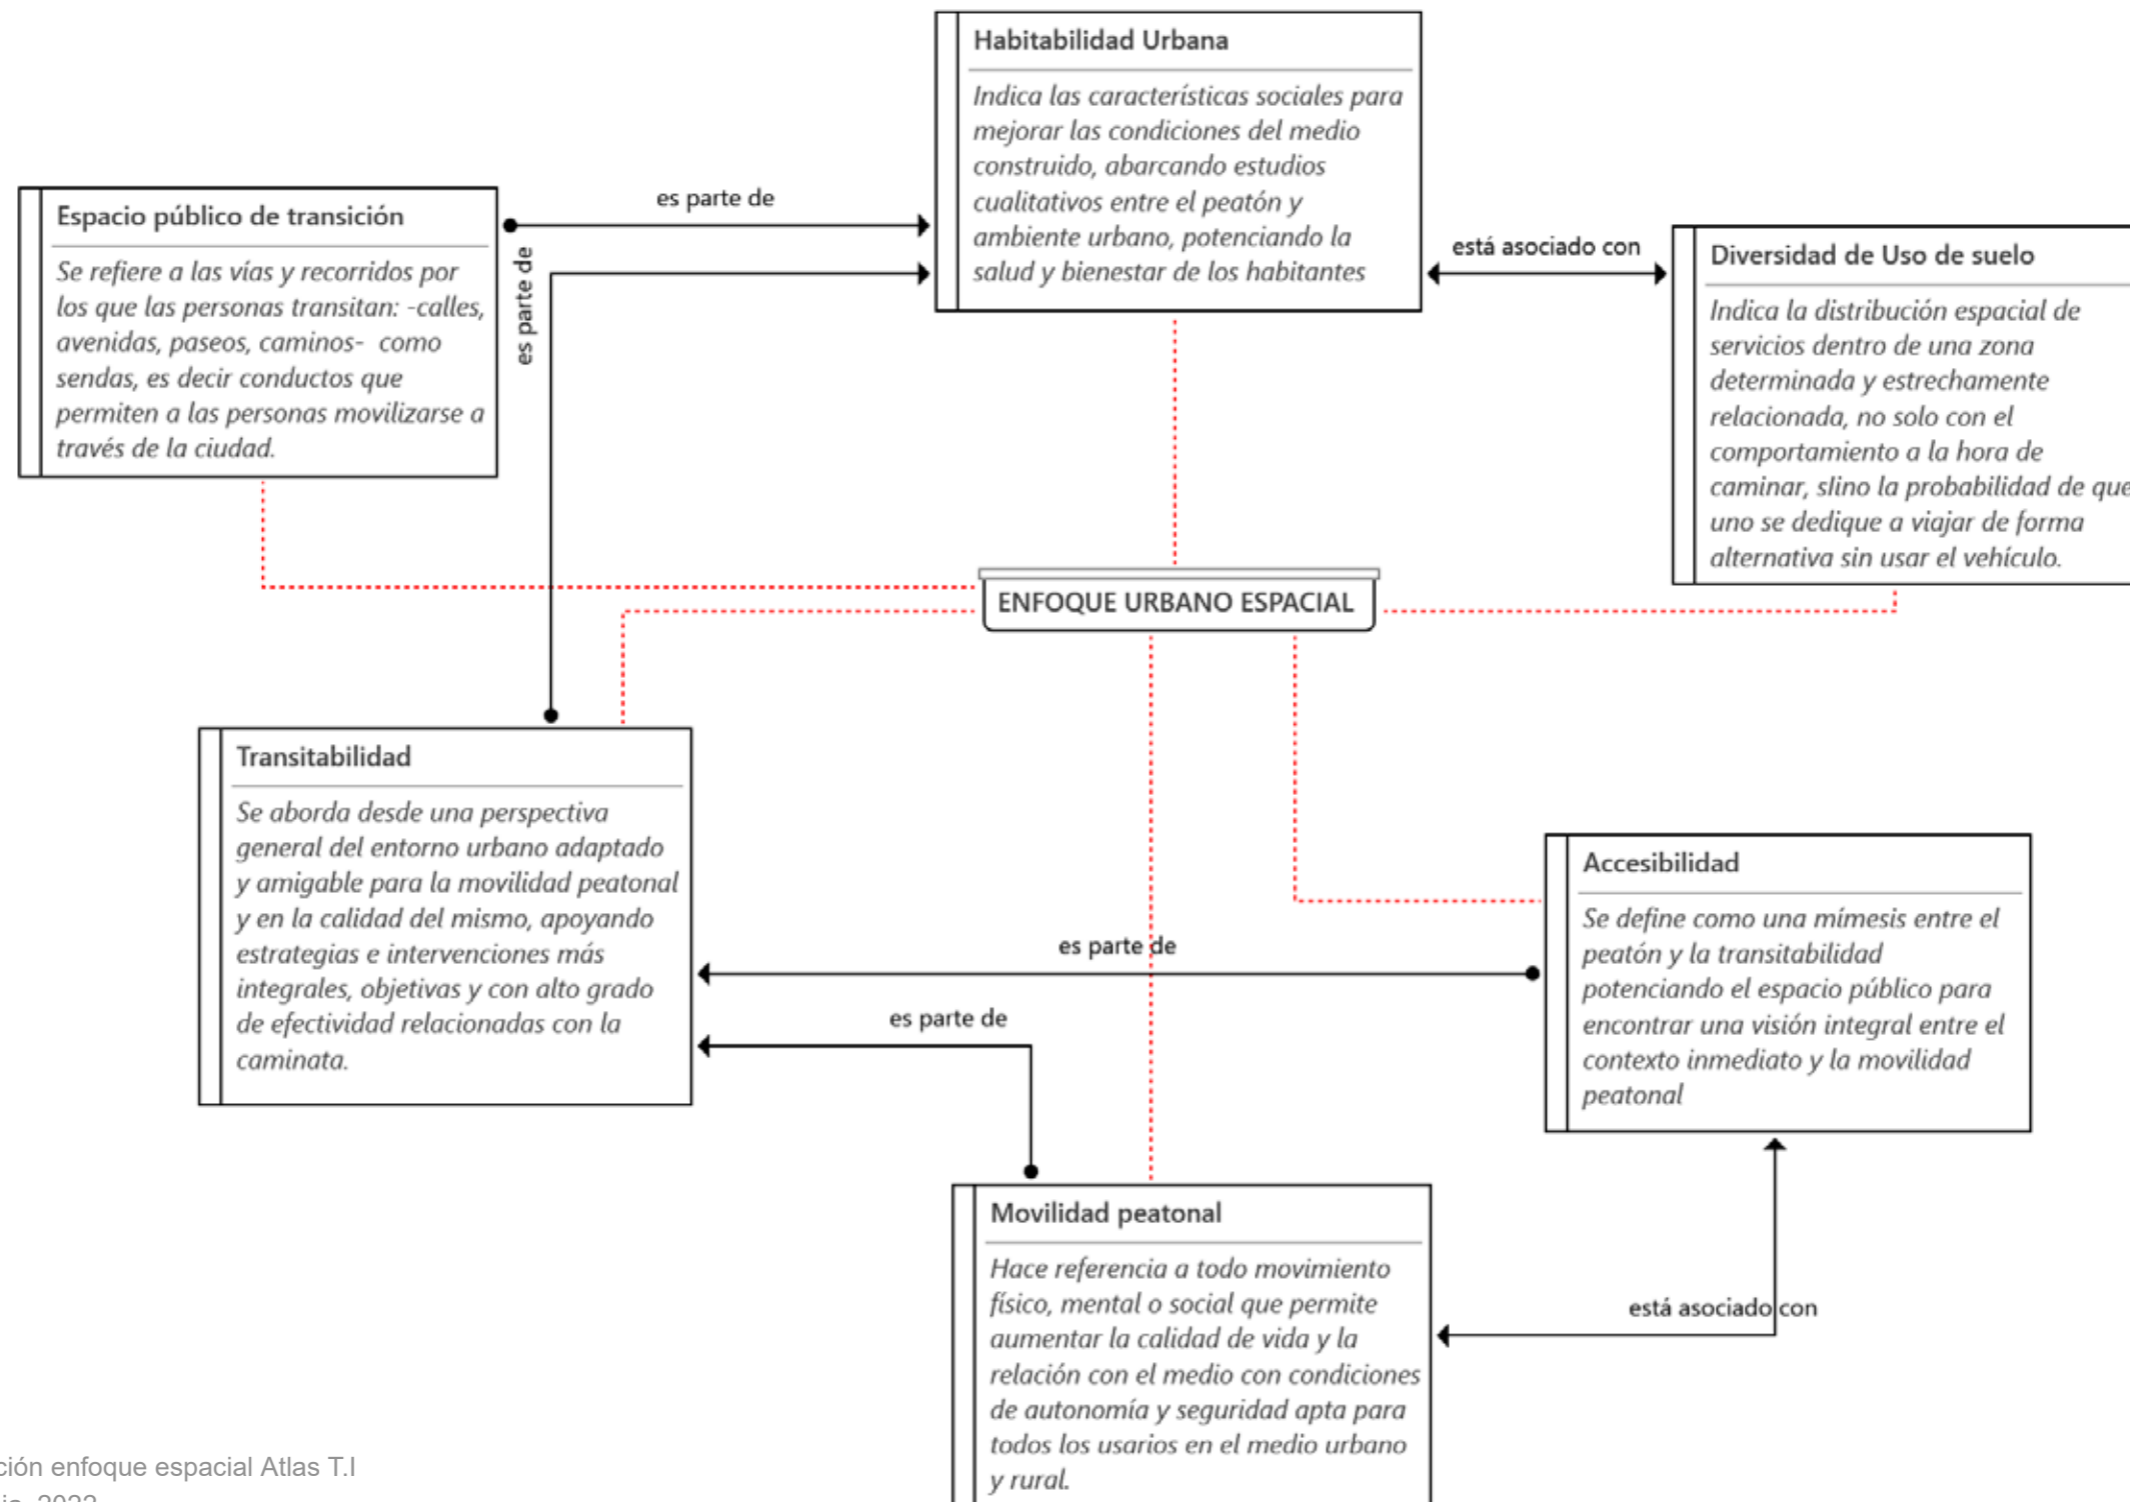 Habitabilidad Urbana
Indica las características sociales para
mejorar las condiciones del medio
construido, abarcando estudios
cualitativos entre el peatón y
ambiente urbano, potenciando la
salud y bienestar de los habitantes
es parte de
Espacio público de transición
Se refiere a las vías y recorridos por
los que las personas transitan: -calles,
avenidas, paseos, caminos- como
sendas, es decir conductos que
permiten a las personas movilizarse a
través de la ciudad.
es parte de
está asociado con
Diversidad de Uso de suelo
Indica la distribución espacial de
servicios dentro de una zona
determinada y estrechamente
relacionada, no solo con el
comportamiento a la hora de
caminar, slino la probabilidad de que
uno se dedique a viajar de forma
alternativa sin usar el vehículo.
ENFOQUE URBANO ESPACIAL
Transitabilidad
Se aborda desde una perspectiva
general del entorno urbano adaptado
y amigable para la movilidad peatonal
y en la calidad del mismo, apoyando
estrategias e intervenciones más
integrales, objetivas y con alto grado
de efectividad relacionadas con la
caminata.
es parte de
es parte de
Accesibilidad
Se define como una mímesis entre el
peatón y la transitabilidad
potenciando el espacio público para
encontrar una visión integral entre el
contexto inmediato y la movilidad
peatonal
Movilidad peatonal
Hace referencia a todo movimiento
físico, mental o social que permite
aumentar la calidad de vida y la
relación con el medio con condiciones
de autonomía y seguridad apta para
todos los usarios en el medio urbano
y rural.
está asociado con
ción enfoque espacial Atlas T.I
2022